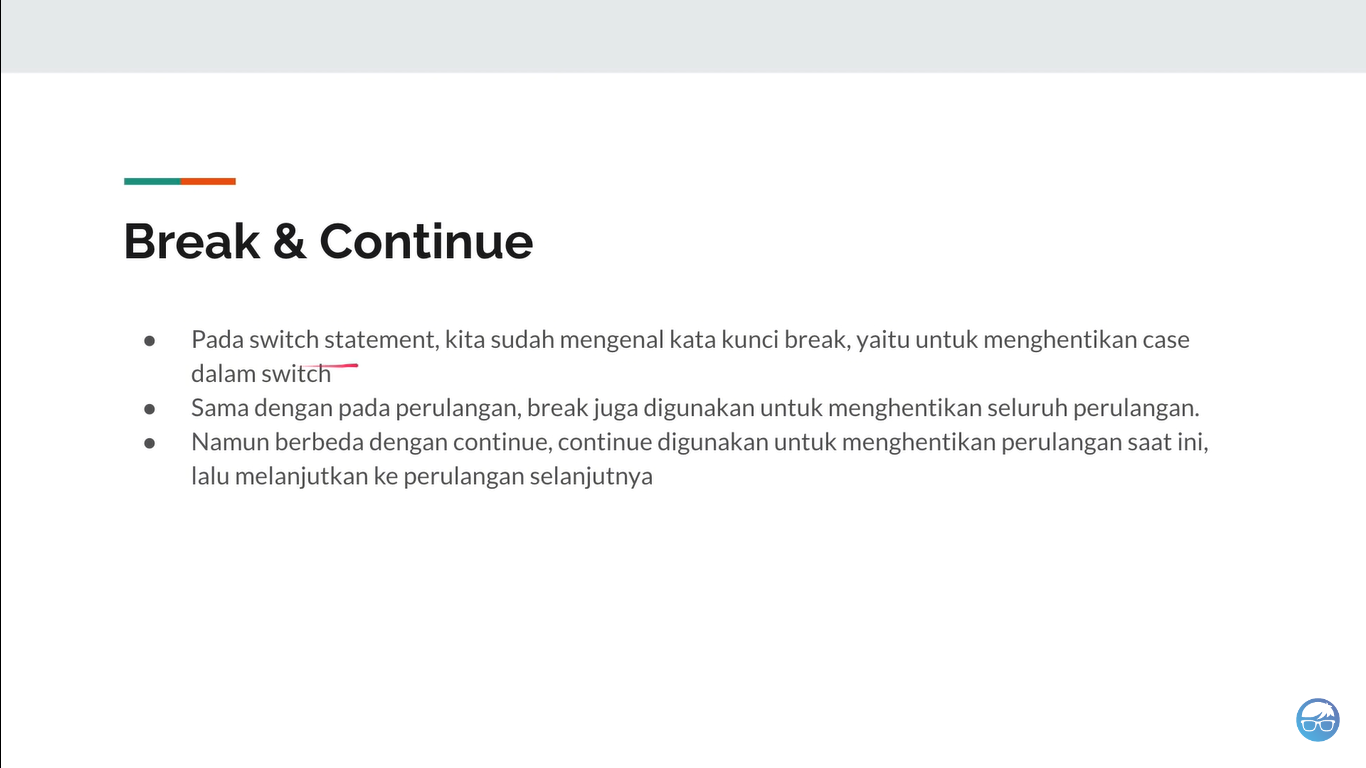 Break & Continue
● Pada switch statement, kita sudah mengenal kata kunci break, yaitu untuk menghentikan case
dalam switch
● Sama dengan pada perulangan, break juga digunakan untuk menghentikan seluruh perulangan.
● Namun berbeda dengan continue, continue digunakan untuk menghentikan perulangan saat ini,
lalu melanjutkan ke perulangan selanjutnya